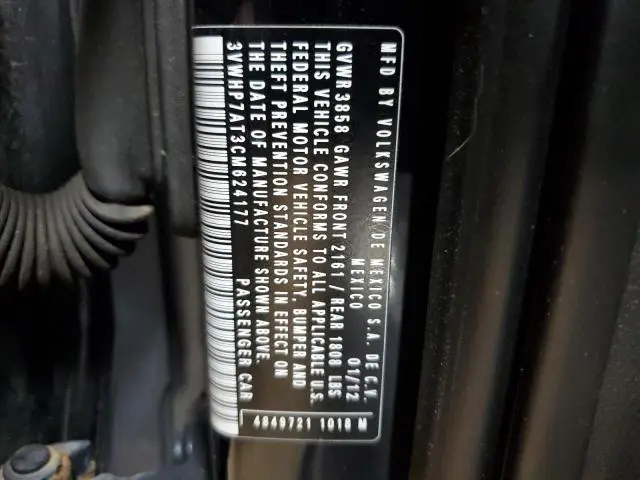 MFD BY VOLKSWAGEN DE MEXICO S.A. DE C.V.
MEXICO 01/12
GVWR 3858 GAWR FRONT 2161 / REAR 1808 LBS
THIS VEHICLE CONFORMS TO ALL APPLICABLE U.S.
FEDERAL MOTOR VEHICLE SAFETY, BUMPER AND
THEFT PREVENTION STANDARDS IN EFFECT ON
THE DATE OF MANUFACTURE SHOWN ABOVE.
3VWHP7AT3CM624177 PASSENGER CAR
4849721 1018 M